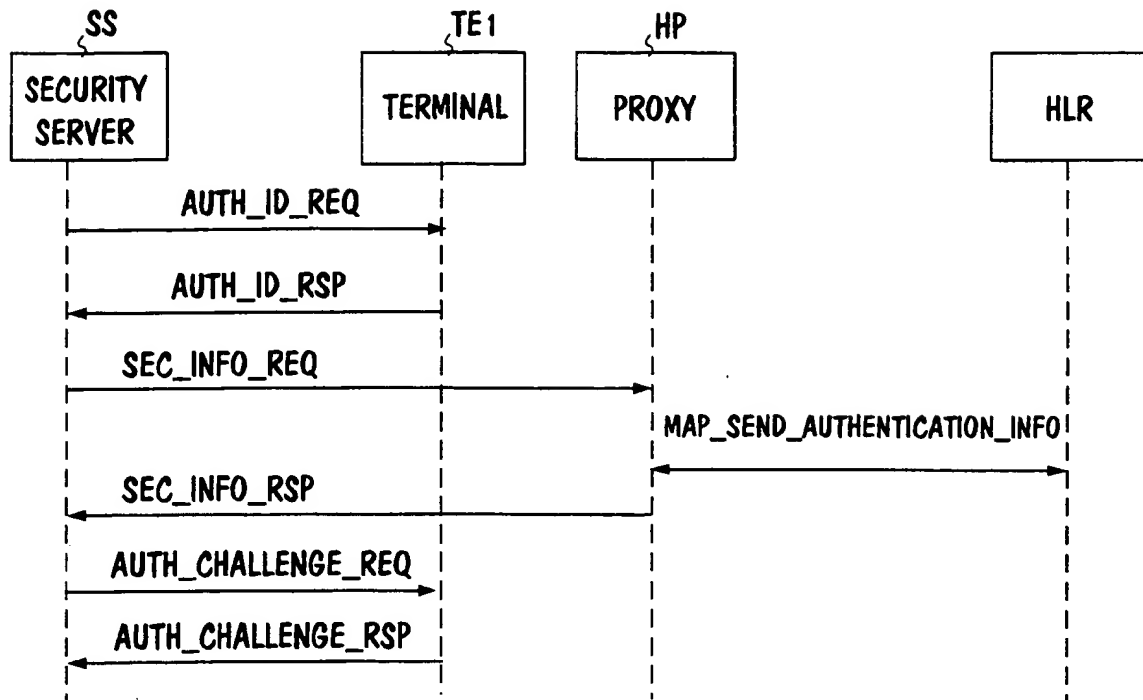 SS
TE1
HP
SECURITY
SERVER
TERMINAL
PROXY
HLR
AUTH_ID_REQ
AUTH_ID_RSP
SEC_INFO_REQ
MAP_SEND_AUTHENTICATION_INFO
SEC_INFO_RSP
AUTH_CHALLENGE_REQ
AUTH_CHALLENGE_RSP